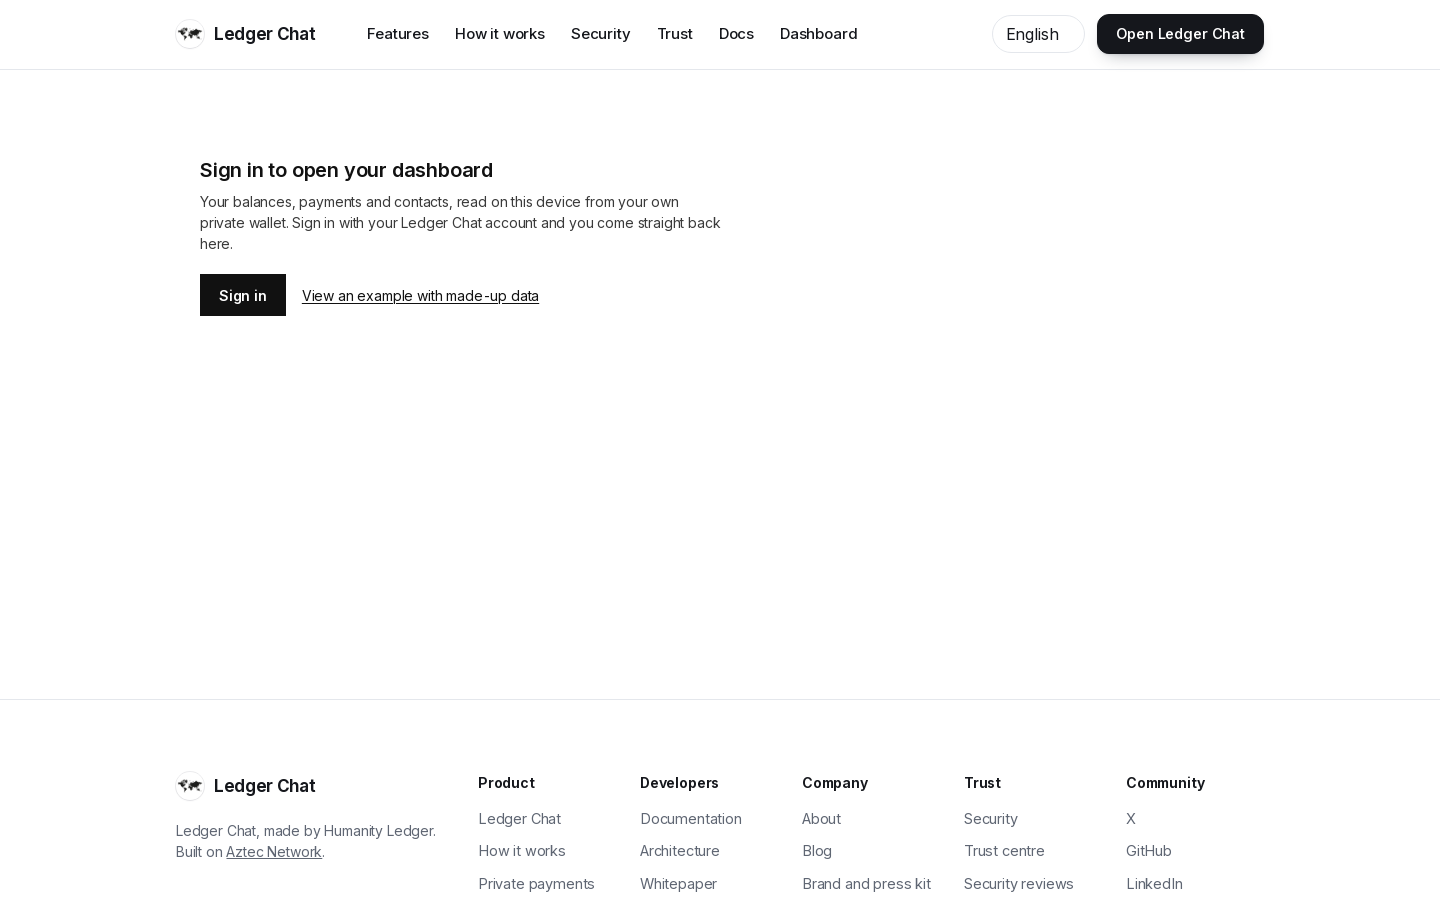 Ledger Chat
Features
How it works
Security
Trust
Docs
Dashboard
English
Open Ledger Chat
Sign in to open your dashboard
Your balances, payments and contacts, read on this device from your own
private wallet. Sign in with your Ledger Chat account and you come straight back
here.
Sign in
View an example with made-up data
Ledger Chat
Ledger Chat, made by Humanity Ledger.
Built on Aztec Network.
Product
Ledger Chat
How it works
Private payments
Developers
Documentation
Architecture
Whitepaper
Company
About
Blog
Brand and press kit
Trust
Security
Trust centre
Security reviews
Community
X
GitHub
LinkedIn